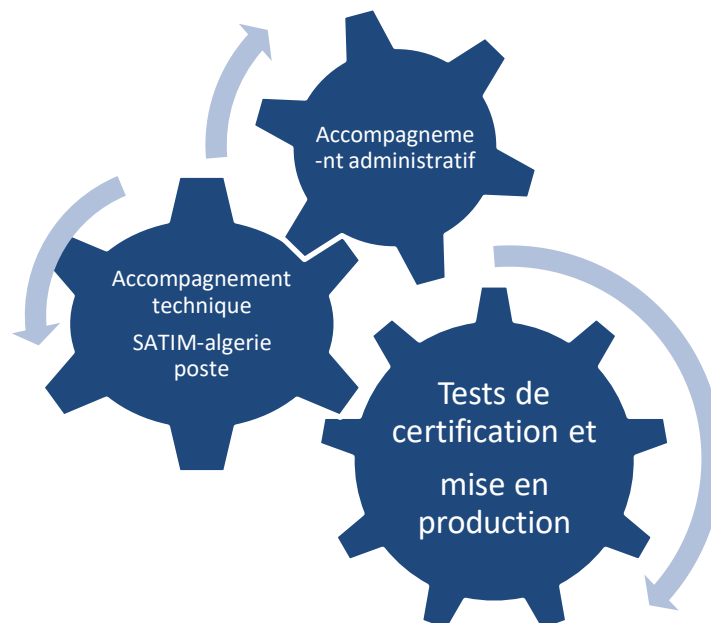 Accompagneme
-nt administratif
Accompagnement
technique
SATIM-algerie
poste
Tests de
certification et
mise en
production